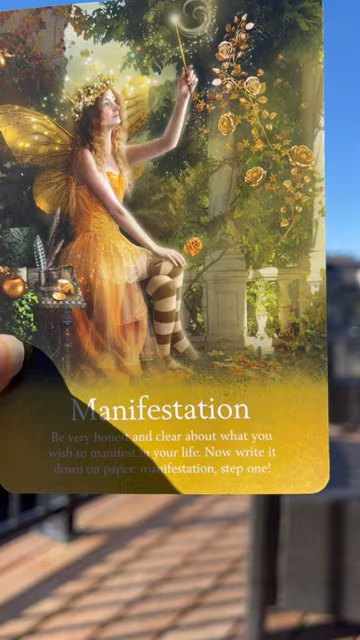 Manifestation
Be very honest and clear about what you
wish to manifest in your life. Now write it
down on paper: manifestation, step one!